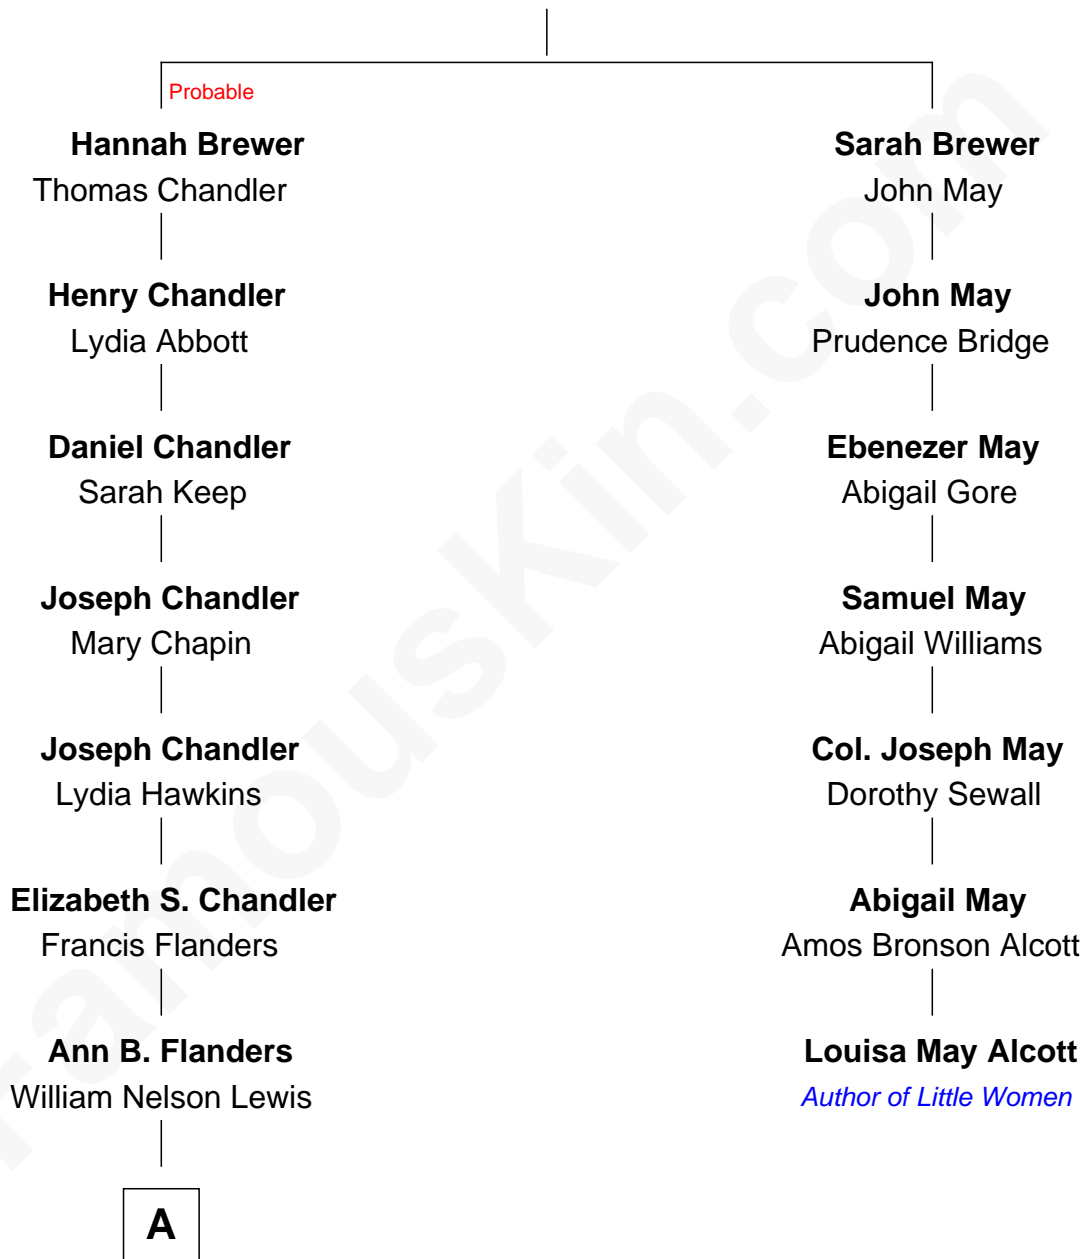 Probable
Hannah Brewer
Thomas Chandler
Sarah Brewer
John May
Henry Chandler
Lydia Abbott
John May
Prudence Bridge
Daniel Chandler
Sarah Keep
Ebenezer May
Abigail Gore
Joseph Chandler
Mary Chapin
Samuel May
Abigail Williams
Joseph Chandler
Lydia Hawkins
Col. Joseph May
Dorothy Sewall
Elizabeth S. Chandler
Francis Flanders
Abigail May
Amos Bronson Alcott
Ann B. Flanders
William Nelson Lewis
Louisa May Alcott
Author of Little Women
A
FamousKin.com